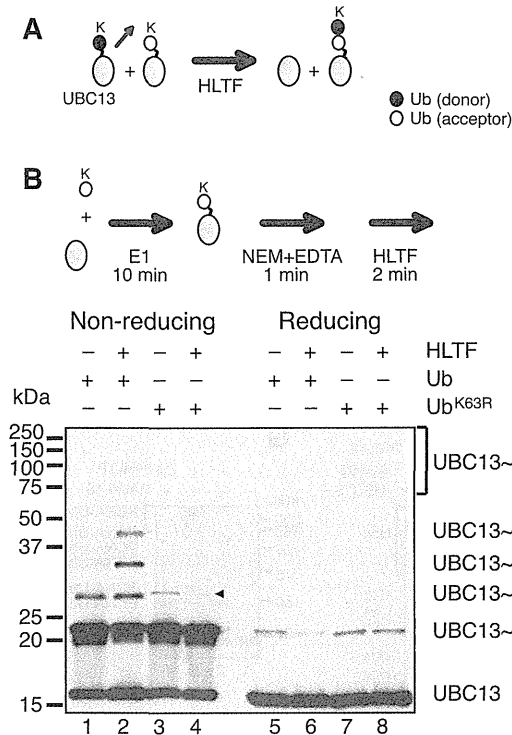 A
K
K
K
UBC13
+
HLTF
+
Ub (donor)
Ub (acceptor)
B
K
K
+
E1
10 min
NEM+EDTA
1 min
HLTF
2 min
Non-reducing
Reducing
– + – + – + – + HLTF
+ + – – + + – – Ub
– – + + – – + + Ub^K63R
kDa
250
150
100
75
50
37
25
20
15
UBC13~
UBC13~
UBC13~
UBC13~
UBC13~
UBC13
1 2 3 4 5 6 7 8